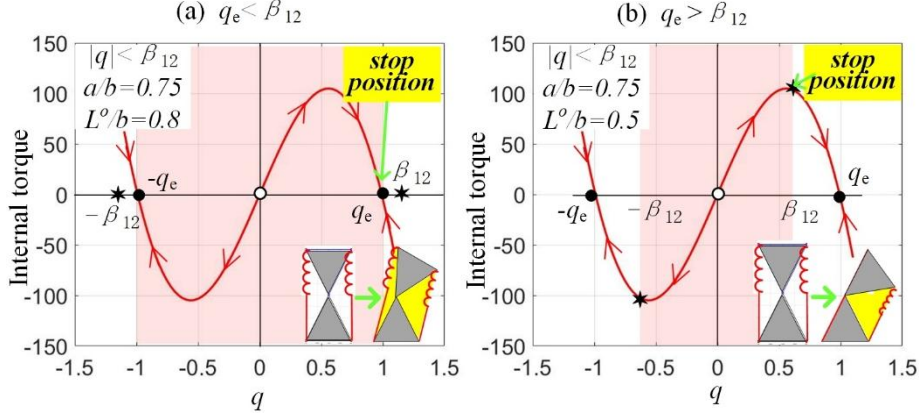 (a) qe < β12
150
100
50
0
-50
-100
-150
-1.5
-1
-0.5
0
0.5
1
1.5
Internal torque
q
|q| < β12
a/b=0.75
Lº/b=0.8
stop
position
-qe
-β12
qe
β12
(b) qe > β12
150
100
50
0
-50
-100
-150
-1.5
-1
-0.5
0
0.5
1
1.5
Internal torque
q
|q| < β12
a/b=0.75
Lº/b=0.5
stop
position
-qe
-β12
β12
qe